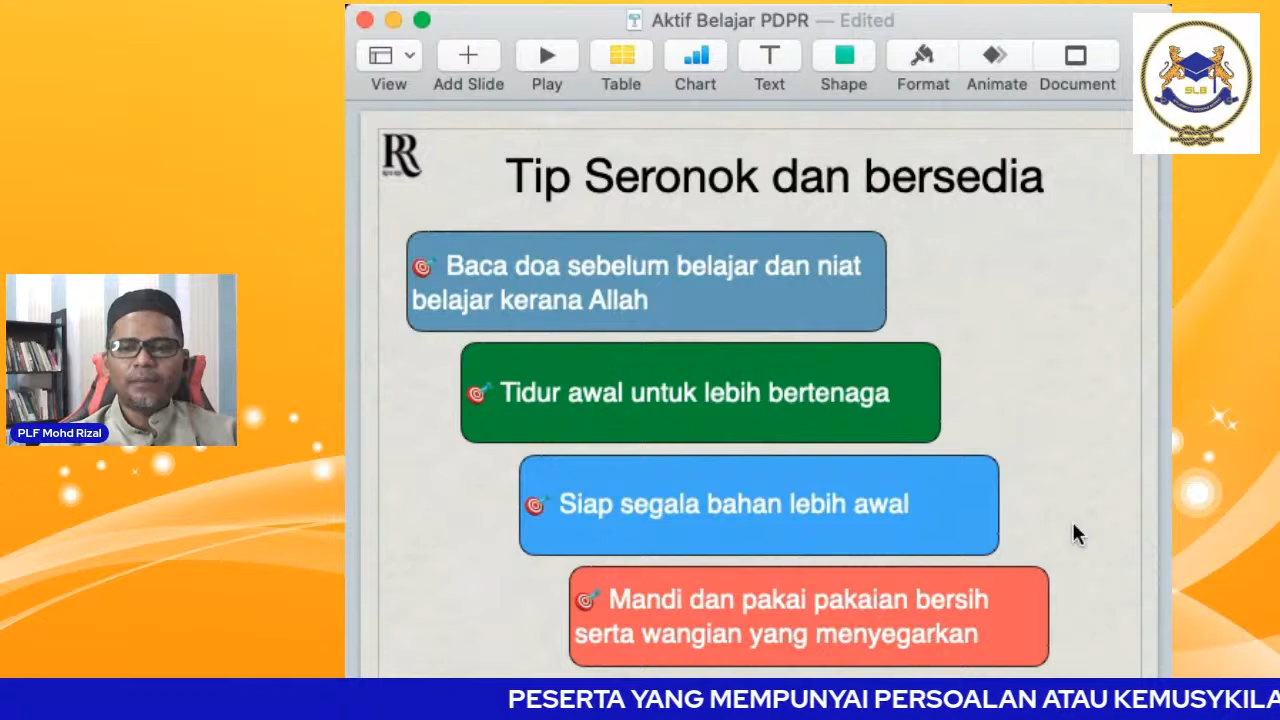 Aktif Belajar PDPR — Edited
View
Add Slide
Play
Table
Chart
Text
Shape
Format
Animate
Document
SLB
RR
Tip Seronok dan bersedia
🎯 Baca doa sebelum belajar dan niat
belajar kerana Allah
🎯 Tidur awal untuk lebih bertenaga
🎯 Siap segala bahan lebih awal
🎯 Mandi dan pakai pakaian bersih
serta wangian yang menyegarkan
PLF Mohd Rizal
PESERTA YANG MEMPUNYAI PERSOALAN ATAU KEMUSYKILA